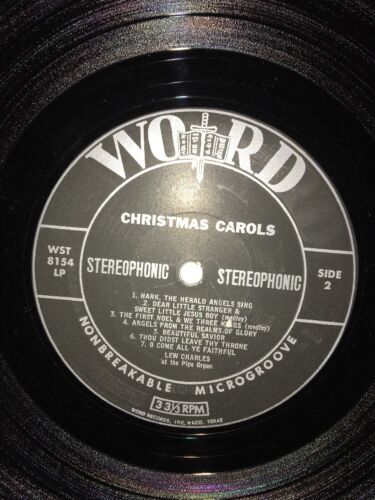 WORD
CHRISTMAS CAROLS
WST
8154
LP
STEREOPHONIC
STEREOPHONIC
SIDE
2
1. HARK, THE HERALD ANGELS SING
2. DEAR LITTLE STRANGER &
SWEET LITTLE JESUS BOY (medley)
3. THE FIRST NOEL & WE THREE KINGS (medley)
4. ANGELS FROM THE REALMS OF GLORY
5. BEAUTIFUL SAVIOR
6. THOU DIDST LEAVE THY THRONE
7. O COME ALL YE FAITHFUL
LEW CHARLES
at the Pipe Organ
NONBREAKABLE MICROGROOVE
33⅓ RPM
WORD RECORDS, INC., WACO, TEXAS